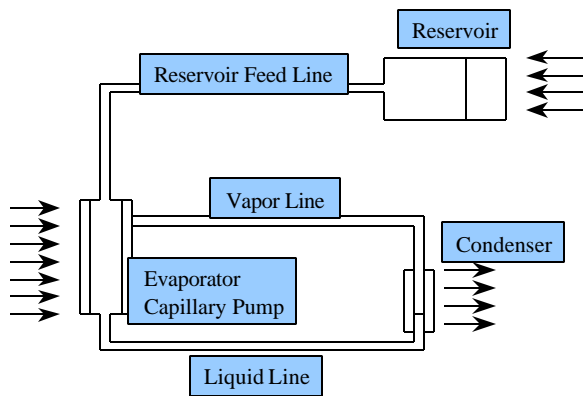 Reservoir
Reservoir Feed Line
Vapor Line
Condenser
Evaporator
Capillary Pump
Liquid Line